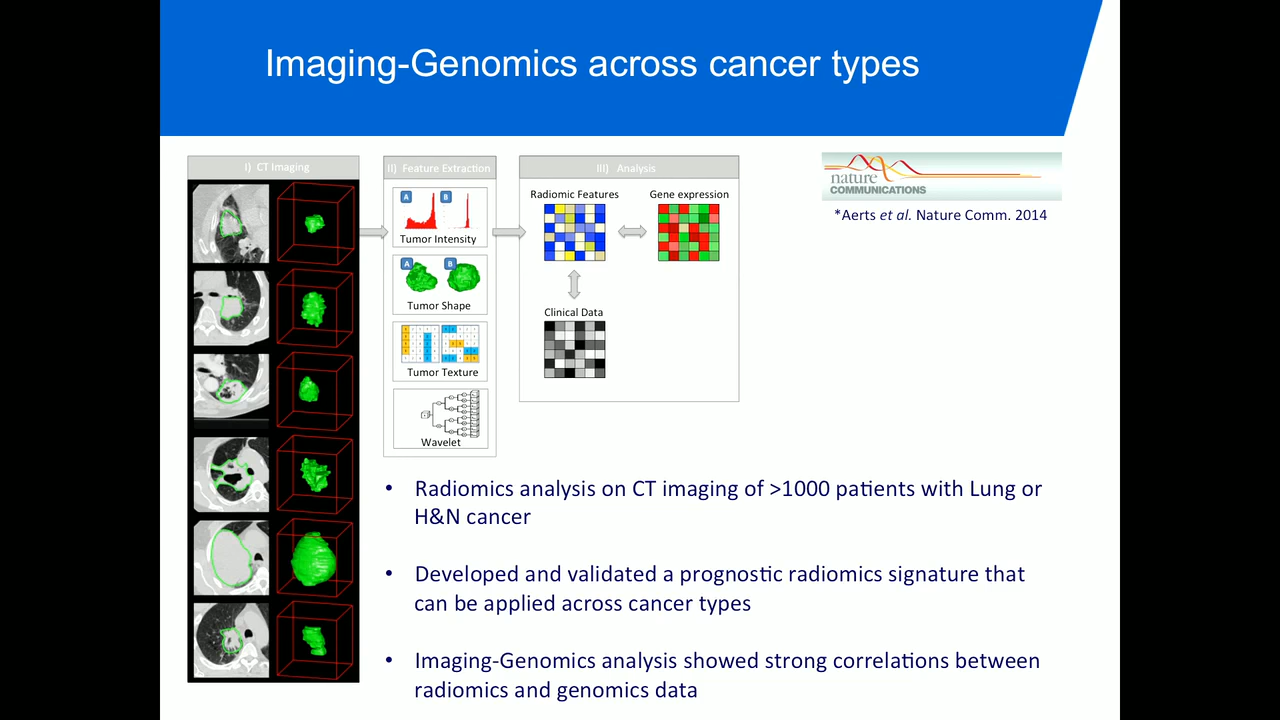 Imaging-Genomics across cancer types
I) CT Imaging
II) Feature Extraction
III) Analysis
A
B
Tumor Intensity
A
B
Tumor Shape
Tumor Texture
Wavelet
Radiomic Features
Gene expression
Clinical Data
nature
COMMUNICATIONS
*Aerts et al. Nature Comm. 2014
• Radiomics analysis on CT imaging of >1000 patients with Lung or
H&N cancer
• Developed and validated a prognostic radiomics signature that
can be applied across cancer types
• Imaging-Genomics analysis showed strong correlations between
radiomics and genomics data